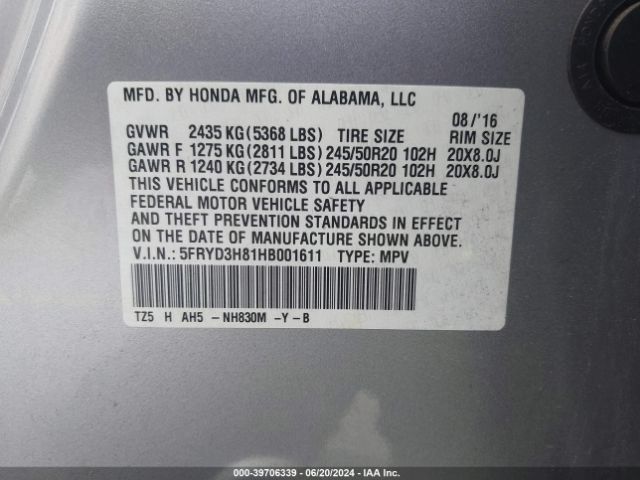 MFD. BY HONDA MFG. OF ALABAMA, LLC
08/'16
GVWR 2435 KG (5368 LBS) TIRE SIZE RIM SIZE
GAWR F 1275 KG (2811 LBS) 245/50R20 102H 20X8.0J
GAWR R 1240 KG (2734 LBS) 245/50R20 102H 20X8.0J
THIS VEHICLE CONFORMS TO ALL APPLICABLE
FEDERAL MOTOR VEHICLE SAFETY
AND THEFT PREVENTION STANDARDS IN EFFECT
ON THE DATE OF MANUFACTURE SHOWN ABOVE.
V.I.N.: 5FRYD3H81HB001611 TYPE: MPV
TZ5 H AH5 - NH830M -Y - B
000-39706339 | 06/20/2024 | IAA Inc.